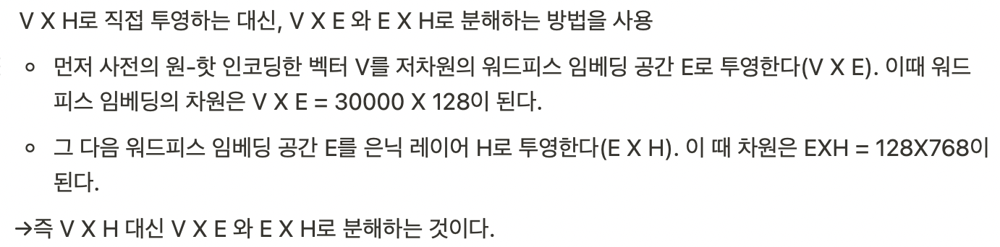 V X H로 직접 투영하는 대신, V X E 와 E X H로 분해하는 방법을 사용
○ 먼저 사전의 원-핫 인코딩한 벡터 V를 저차원의 워드피스 임베딩 공간 E로 투영한다(V X E). 이때 워드
피스 임베딩의 차원은 V X E = 30000 X 128이 된다.
○ 그 다음 워드피스 임베딩 공간 E를 은닉 레이어 H로 투영한다(E X H). 이 때 차원은 EXH = 128X768이
된다.
→즉 V X H 대신 V X E 와 E X H로 분해하는 것이다.